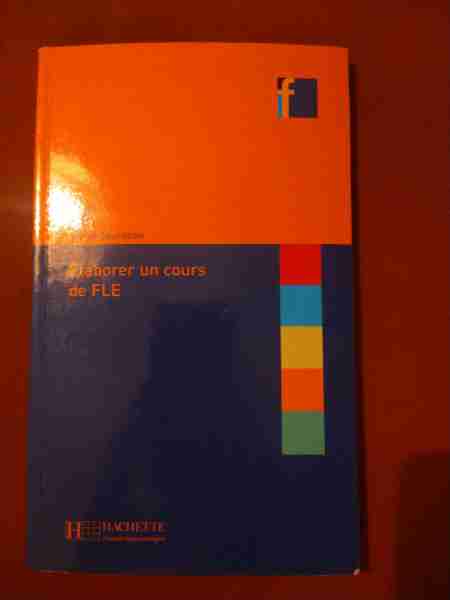 f
Élaborer un cours
de FLE
H HACHETTE